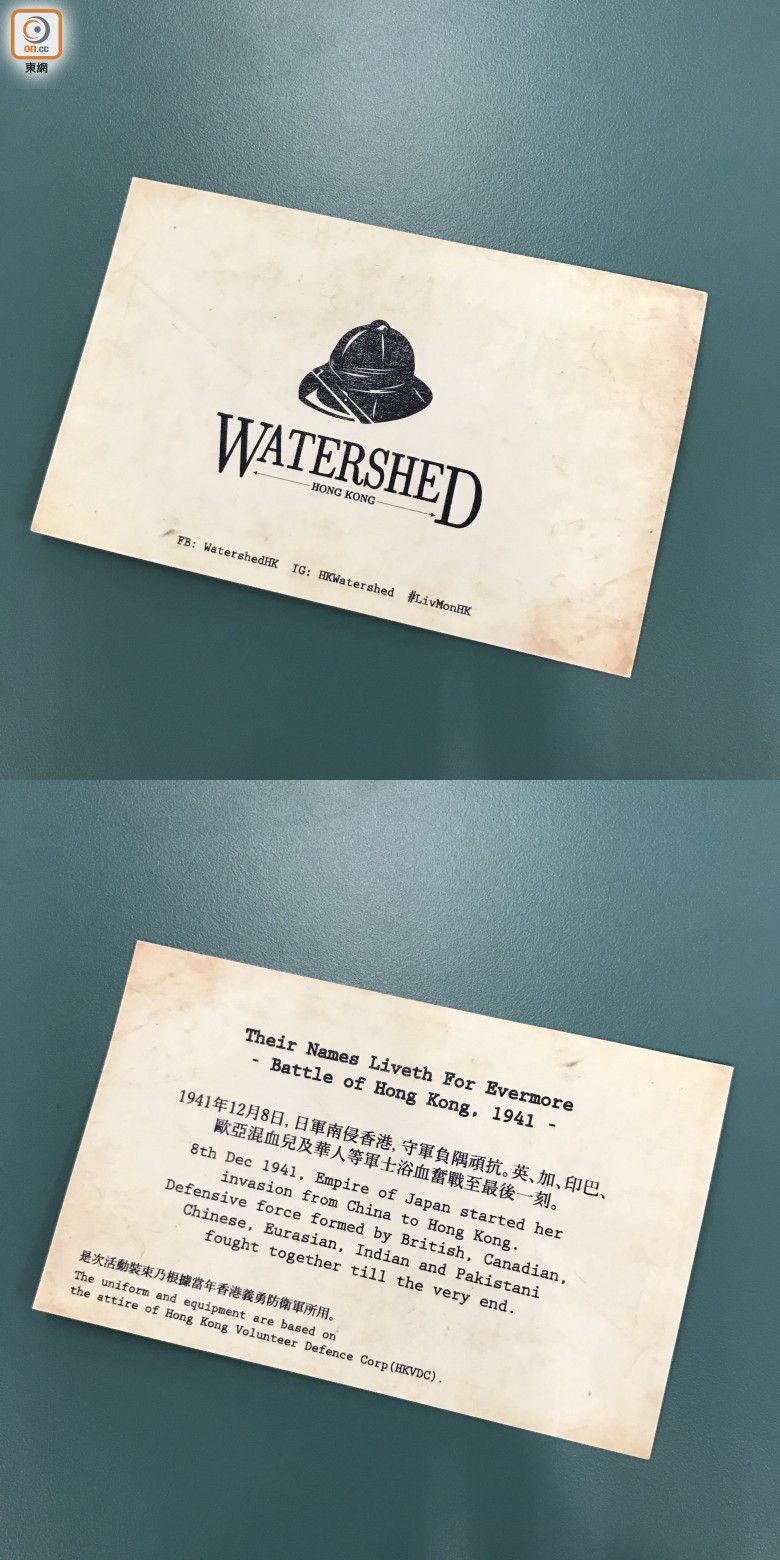 on.cc
東網
WATERSHED
HONG KONG
FB: WatershedHK IG: HKWatershed #LivMonHK
Their Names Liveth For Evermore
- Battle of Hong Kong, 1941 -
1941年12月8日, 日軍南侵香港, 守軍負隅頑抗。英、加、印巴、
歐亞混血兒及華人等軍士浴血奮戰至最後一刻。
8th Dec 1941, Empire of Japan started her
invasion from China to Hong Kong.
Defensive force formed by British, Canadian,
Chinese, Eurasian, Indian and Pakistani
fought together till the very end.
是次活動裝束乃根據當年香港義勇防衛軍所用。
The uniform and equipment are based on
the attire of Hong Kong Volunteer Defence Corp(HKVDC).